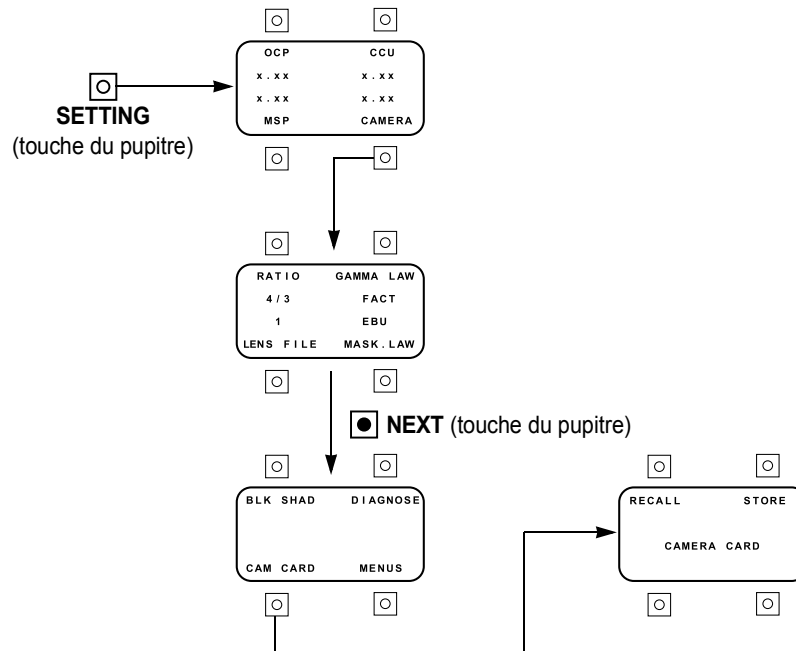 OCP CCU
x.xx x.xx
x.xx x.xx
MSP CAMERA
SETTING
(touche du pupitre)
RATIO GAMMA LAW
4/3 FACT
1 EBU
LENS FILE MASK.LAW
NEXT (touche du pupitre)
BLK SHAD DIAGNOSE
CAM CARD MENUS
RECALL STORE
CAMERA CARD